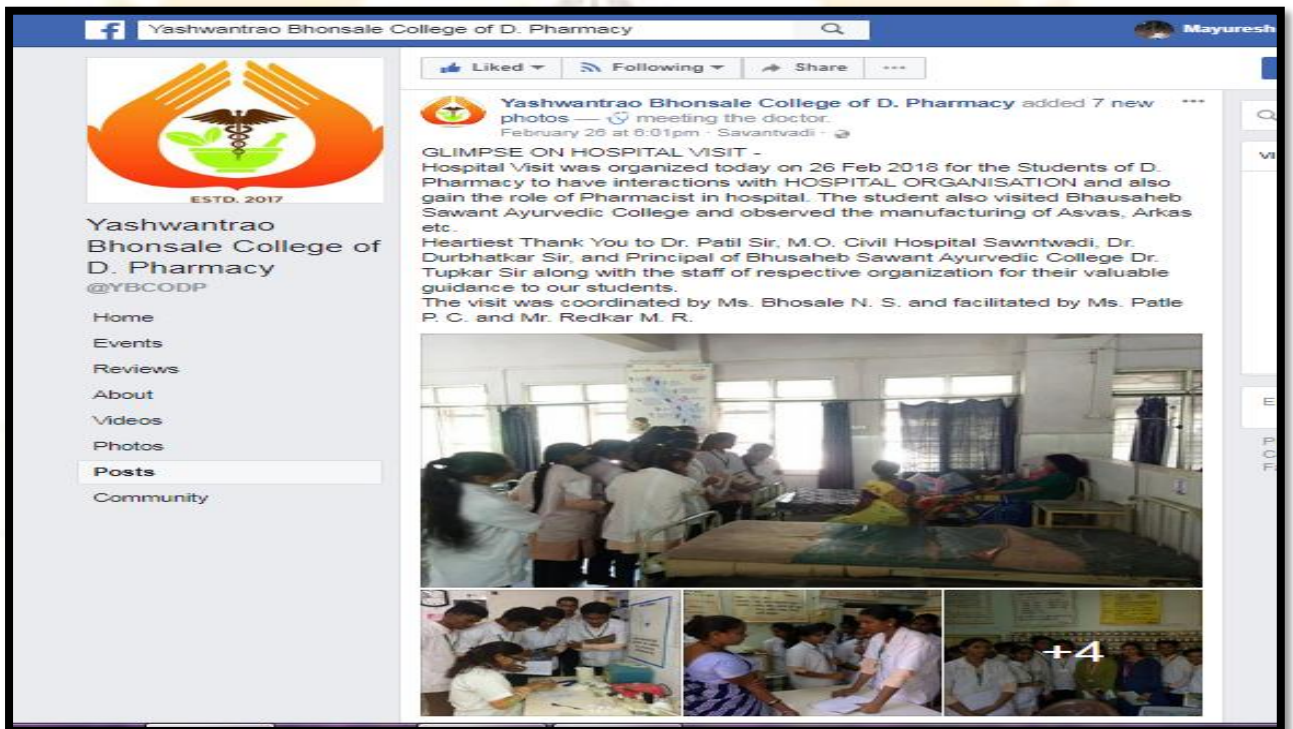 Yashwantrao Bhonsale College of D. Pharmacy
Mayuresh
Liked
Following
Share
ESTD. 2017
Yashwantrao
Bhonsale College of
D. Pharmacy
@YBCODP
Home
Events
Reviews
About
Videos
Photos
Posts
Community
Yashwantrao Bhonsale College of D. Pharmacy added 7 new
photos — meeting the doctor.
February 26 at 6:01pm · Savantvadi ·
GLIMPSE ON HOSPITAL VISIT -
Hospital Visit was organized today on 26 Feb 2018 for the Students of D.
Pharmacy to have interactions with HOSPITAL ORGANISATION and also
gain the role of Pharmacist in hospital. The student also visited Bhausaheb
Sawant Ayurvedic College and observed the manufacturing of Asvas, Arkas
etc.
Heartiest Thank You to Dr. Patil Sir, M.O. Civil Hospital Sawntwadi, Dr.
Durbhatkar Sir, and Principal of Bhusaheb Sawant Ayurvedic College Dr.
Tupkar Sir along with the staff of respective organization for their valuable
guidance to our students.
The visit was coordinated by Ms. Bhosale N. S. and facilitated by Ms. Patle
P. C. and Mr. Redkar M. R.
+4